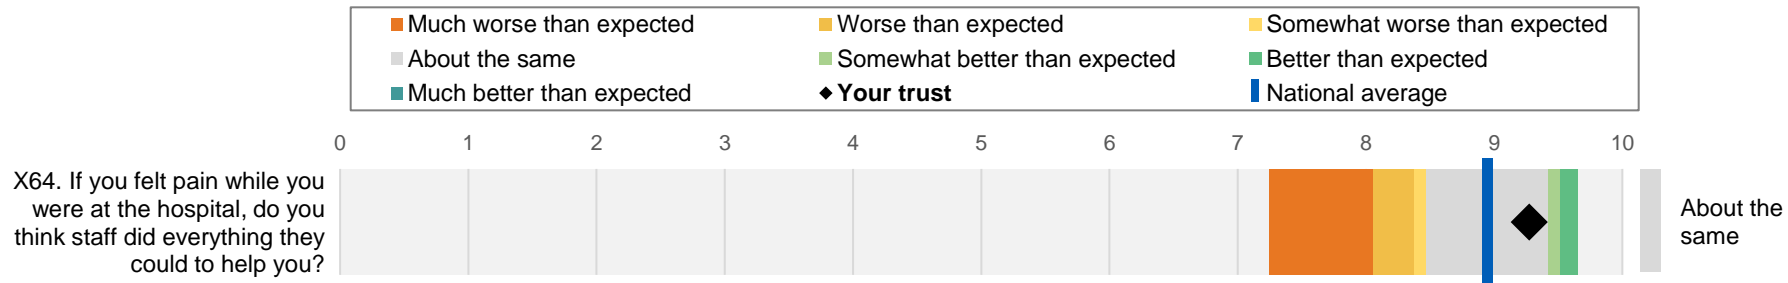 Much worse than expected
Worse than expected
Somewhat worse than expected
About the same
Somewhat better than expected
Better than expected
Much better than expected
Your trust
National average
0 1 2 3 4 5 6 7 8 9 10
X64. If you felt pain while you
were at the hospital, do you
think staff did everything they
could to help you?
About the
same